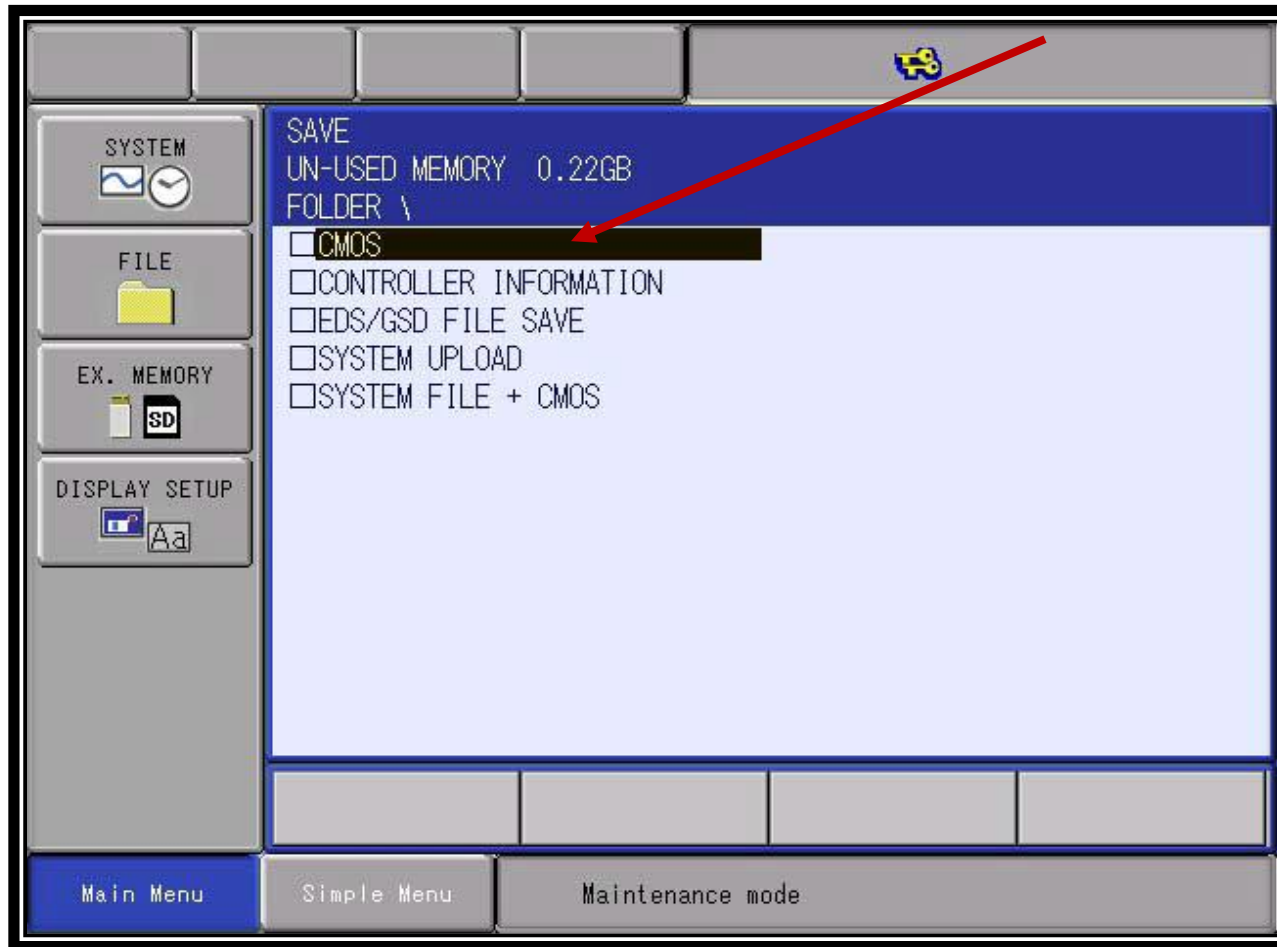 SYSTEM
FILE
EX. MEMORY
SD
DISPLAY SETUP
Aa
SAVE
UN-USED MEMORY 0.22GB
FOLDER \
CMOS
CONTROLLER INFORMATION
EDS/GSD FILE SAVE
SYSTEM UPLOAD
SYSTEM FILE + CMOS
Main Menu
Simple Menu
Maintenance mode